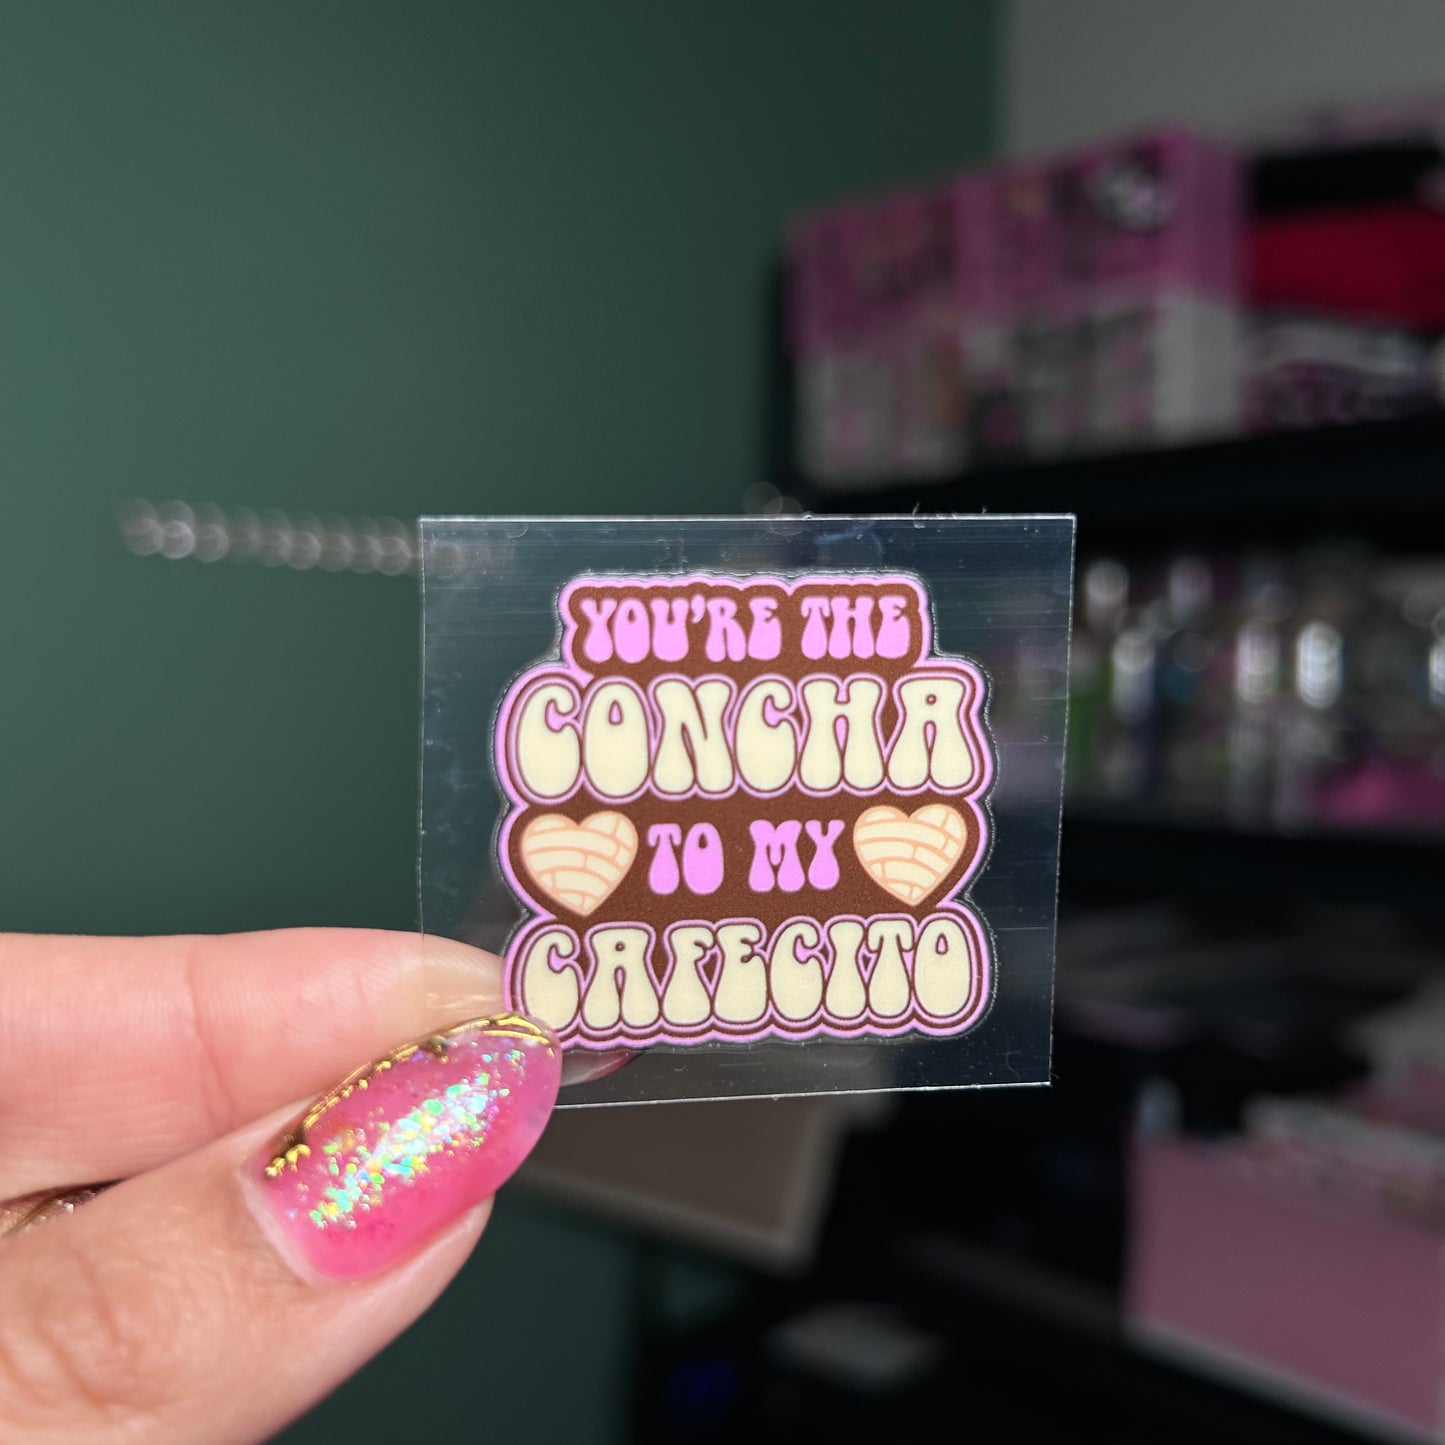 YOU'RE THE
CONCHA
TO MY
CAFECITO